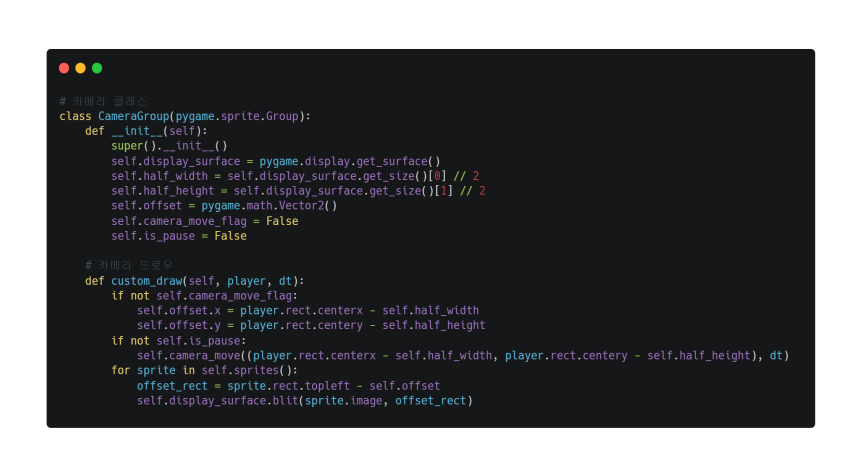 # 카메라 클래스
class CameraGroup(pygame.sprite.Group):
    def __init__(self):
        super().__init__()
        self.display_surface = pygame.display.get_surface()
        self.half_width = self.display_surface.get_size()[0] // 2
        self.half_height = self.display_surface.get_size()[1] // 2
        self.offset = pygame.math.Vector2()
        self.camera_move_flag = False
        self.is_pause = False
    # 카메라 드로우
    def custom_draw(self, player, dt):
        if not self.camera_move_flag:
            self.offset.x = player.rect.centerx - self.half_width
            self.offset.y = player.rect.centery - self.half_height
        if not self.is_pause:
            self.camera_move((player.rect.centerx - self.half_width, player.rect.centery - self.half_height), dt)
        for sprite in self.sprites():
            offset_rect = sprite.rect.topleft - self.offset
            self.display_surface.blit(sprite.image, offset_rect)